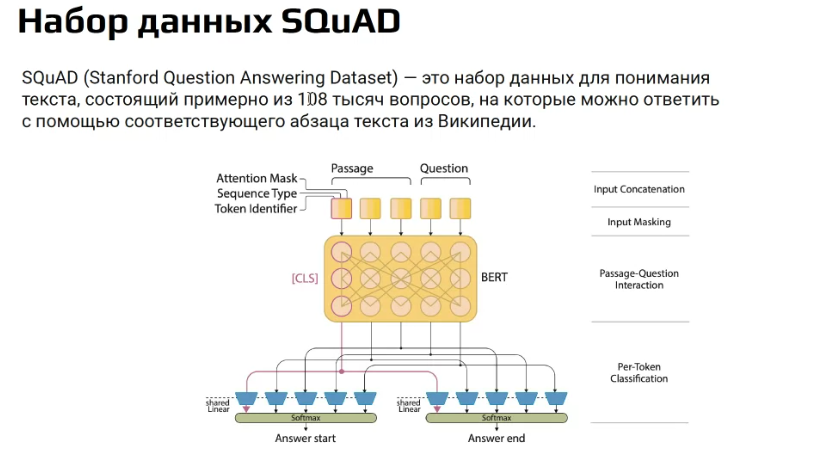 Набор данных SQuAD
SQuAD (Stanford Question Answering Dataset) — это набор данных для понимания
текста, состоящий примерно из 108 тысяч вопросов, на которые можно ответить
с помощью соответствующего абзаца текста из Википедии.
Passage
Question
Attention Mask
Sequence Type
Token Identifier
Input Concatenation
Input Masking
[CLS]
BERT
Passage-Question
Interaction
Per-Token
Classification
shared
Linear
shared
Linear
Softmax
Softmax
Answer start
Answer end